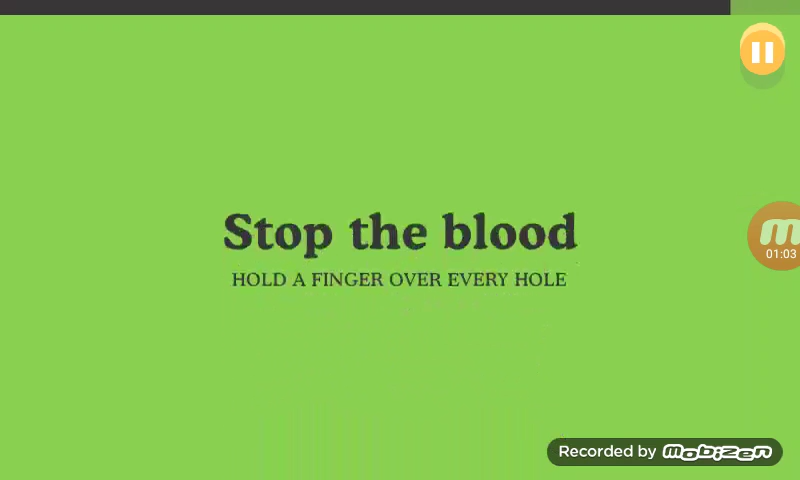 Stop the blood
HOLD A FINGER OVER EVERY HOLE
m
01:03
Recorded by mobizen